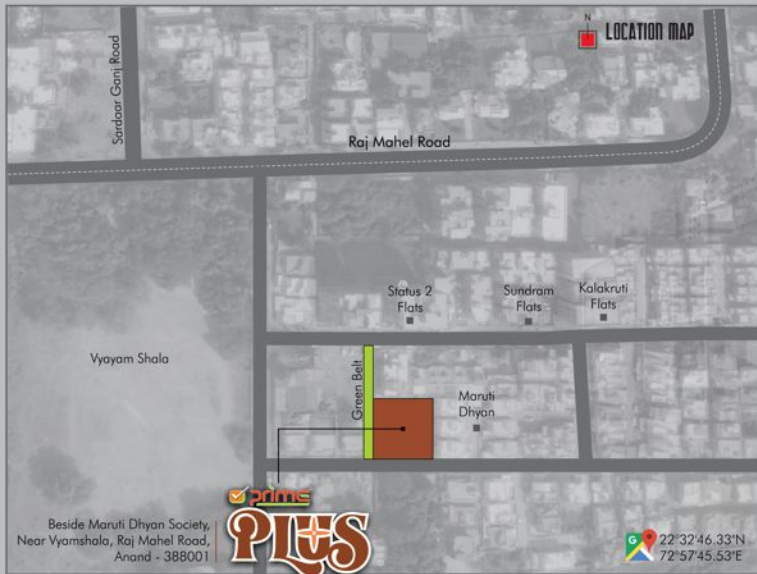 N
LOCATION MAP
Sardaar Ganj Road
Raj Mahel Road
Status 2
Flats
Sundram
Flats
Kalakruti
Flats
Vyayam Shala
Green Belt
Maruti
Dhyan
prime
PLUS
Beside Maruti Dhyan Society,
Near Vyamshala, Raj Mahel Road,
Anand - 388001
G
22°32'46.33"N
72°57'45.53"E